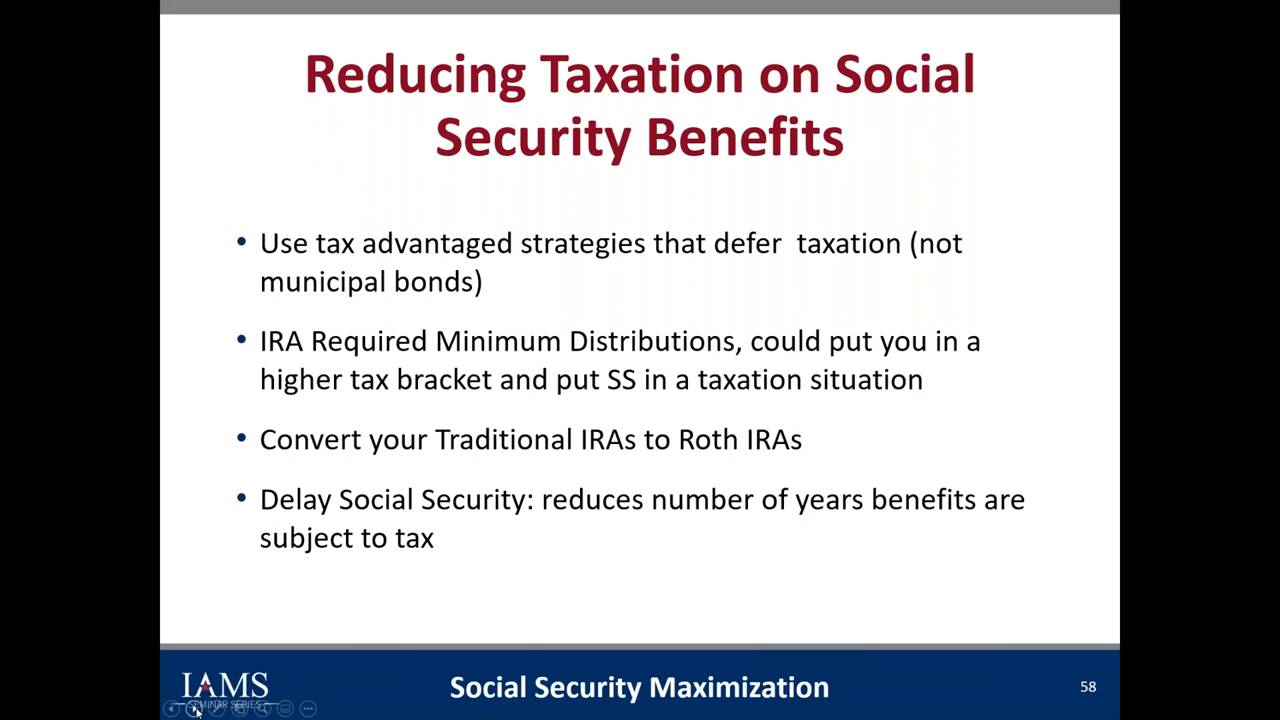 Reducing Taxation on Social
Security Benefits
• Use tax advantaged strategies that defer  taxation (not
municipal bonds)
• IRA Required Minimum Distributions, could put you in a
higher tax bracket and put SS in a taxation situation
• Convert your Traditional IRAs to Roth IRAs
• Delay Social Security: reduces number of years benefits are
subject to tax
IAMS
SEMINAR SERIES
Social Security Maximization
58